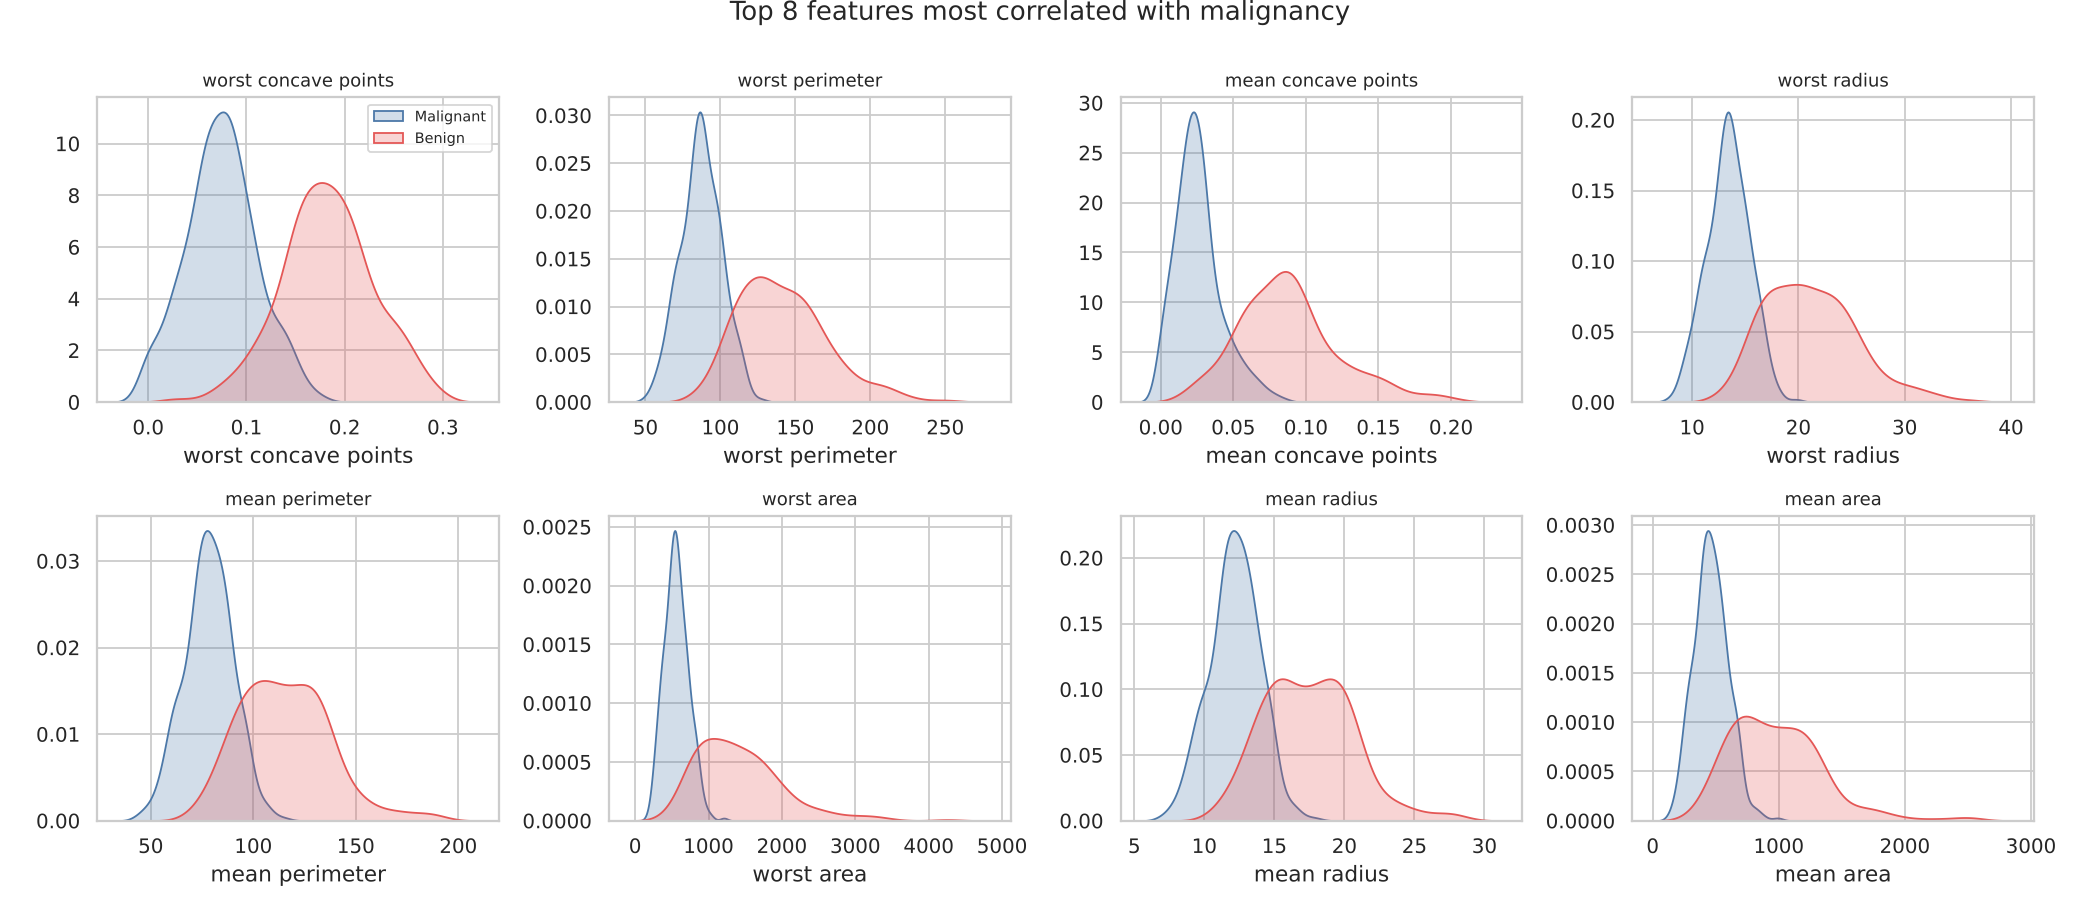 Top 8 features most correlated with malignancy
worst concave points
10
8
6
4
2
0
Malignant
Benign
0.0 0.1 0.2 0.3
worst concave points
worst perimeter
0.030
0.025
0.020
0.015
0.010
0.005
0.000
50 100 150 200 250
worst perimeter
mean concave points
30
25
20
15
10
5
0
0.00 0.05 0.10 0.15 0.20
mean concave points
worst radius
0.20
0.15
0.10
0.05
0.00
10 20 30 40
worst radius
mean perimeter
0.03
0.02
0.01
0.00
50 100 150 200
mean perimeter
worst area
0.0025
0.0020
0.0015
0.0010
0.0005
0.0000
0 1000 2000 3000 4000 5000
worst area
mean radius
0.20
0.15
0.10
0.05
0.00
5 10 15 20 25 30
mean radius
mean area
0.0030
0.0025
0.0020
0.0015
0.0010
0.0005
0.0000
0 1000 2000 3000
mean area